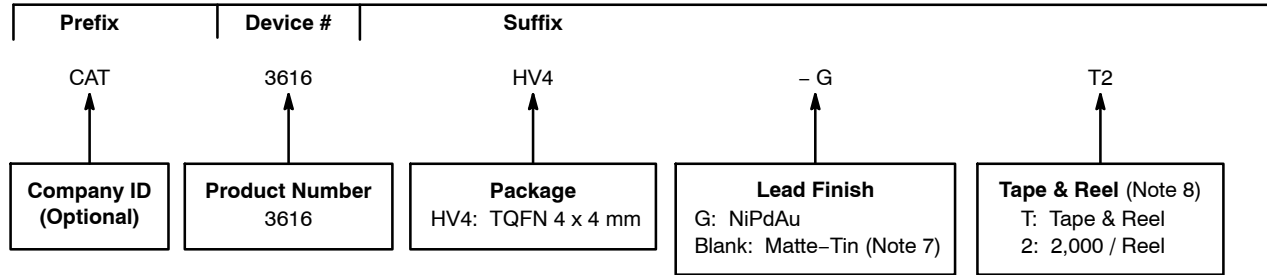 Prefix Device # Suffix
CAT 3616 HV4 – G T2
Company ID
(Optional)
Product Number
3616
Package
HV4: TQFN 4 x 4 mm
Lead Finish
G: NiPdAu
Blank: Matte−Tin (Note 7)
Tape & Reel (Note 8)
T: Tape & Reel
2: 2,000 / Reel